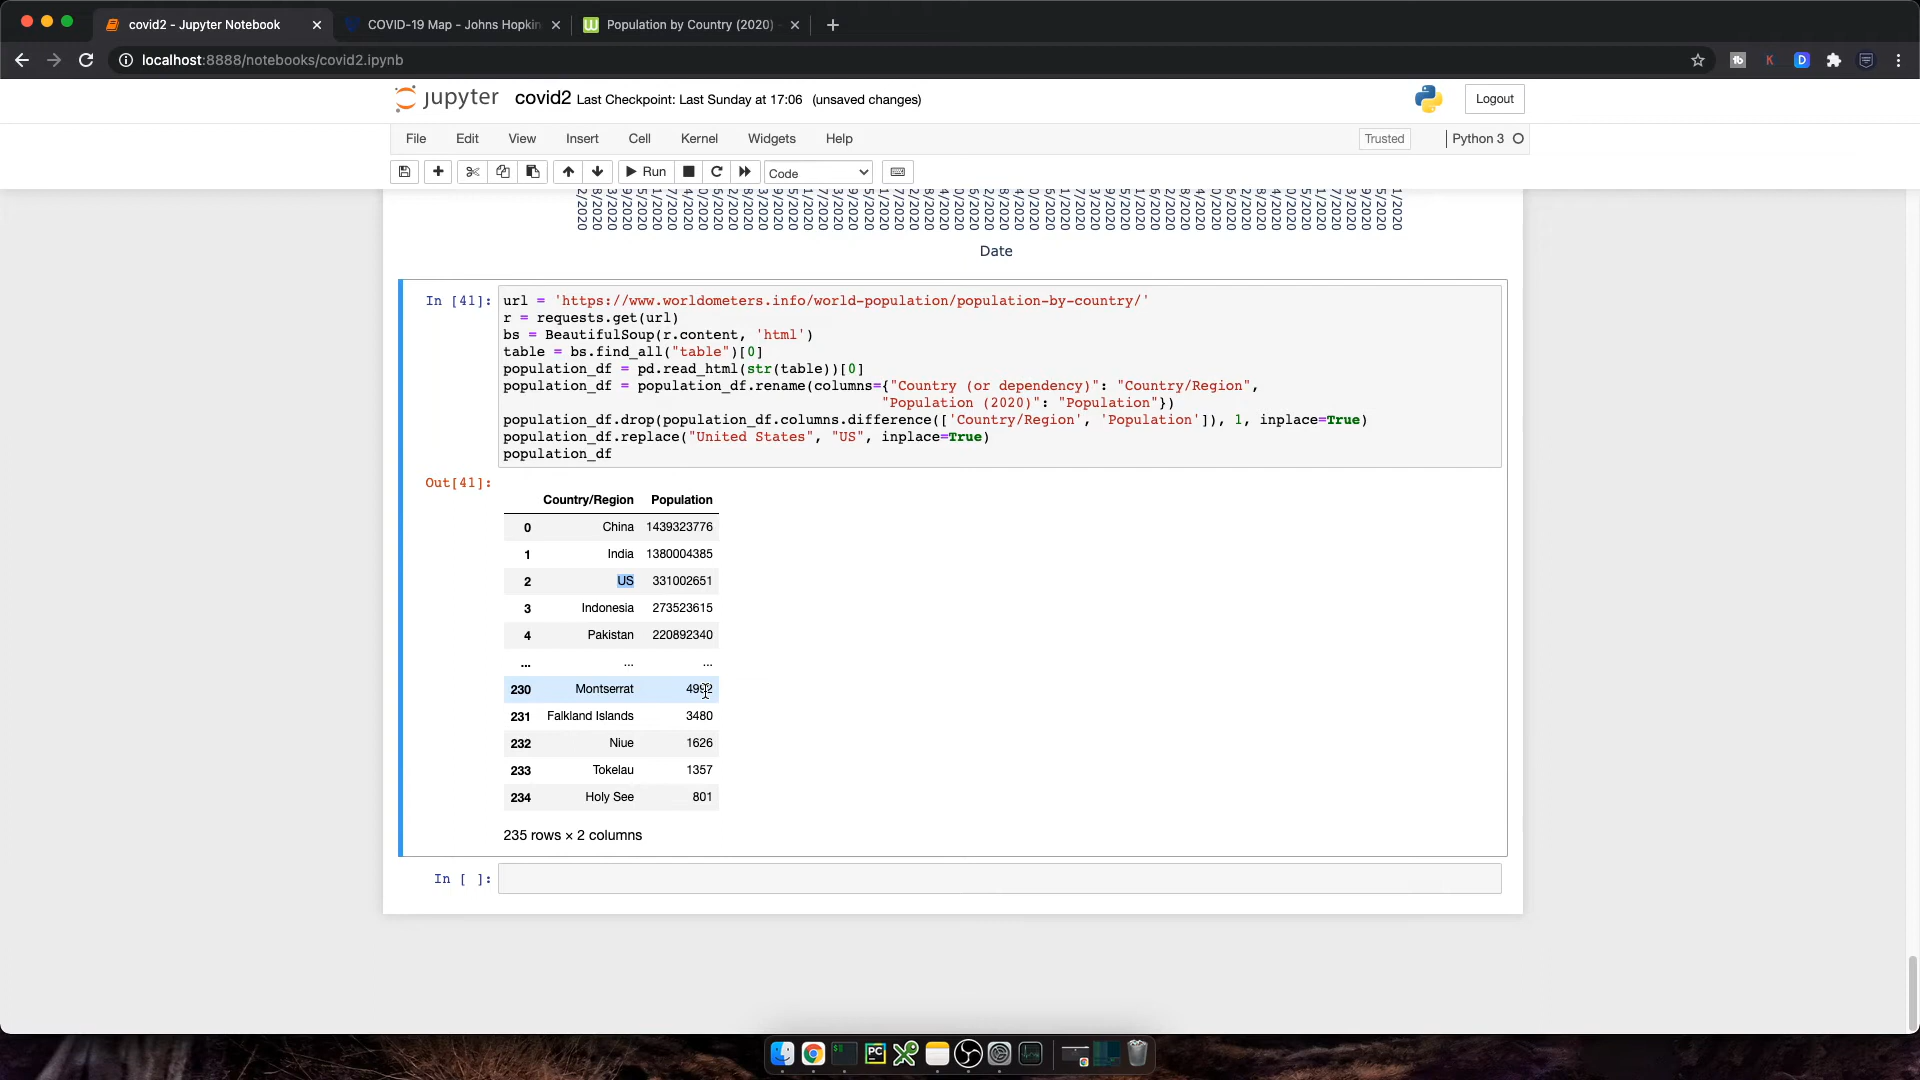 covid2 - Jupyter Notebook
COVID-19 Map - Johns Hopkin
Population by Country (2020)
localhost:8888/notebooks/covid2.ipynb
jupyter covid2 Last Checkpoint: Last Sunday at 17:06 (unsaved changes)
Logout
File Edit View Insert Cell Kernel Widgets Help
Trusted
Python 3
Run
Code
Date
In [41]:
url = 'https://www.worldometers.info/world-population/population-by-country/'
r = requests.get(url)
bs = BeautifulSoup(r.content, 'html')
table = bs.find_all("table")[0]
population_df = pd.read_html(str(table))[0]
population_df = population_df.rename(columns={"Country (or dependency)": "Country/Region",
"Population (2020)": "Population"})
population_df.drop(population_df.columns.difference(['Country/Region', 'Population']), 1, inplace=True)
population_df.replace("United States", "US", inplace=True)
population_df
Out[41]:
Country/Region Population
0 China 1439323776
1 India 1380004385
2 US 331002651
3 Indonesia 273523615
4 Pakistan 220892340
... ... ...
230 Montserrat 4992
231 Falkland Islands 3480
232 Niue 1626
233 Tokelau 1357
234 Holy See 801
235 rows × 2 columns
In [ ]: